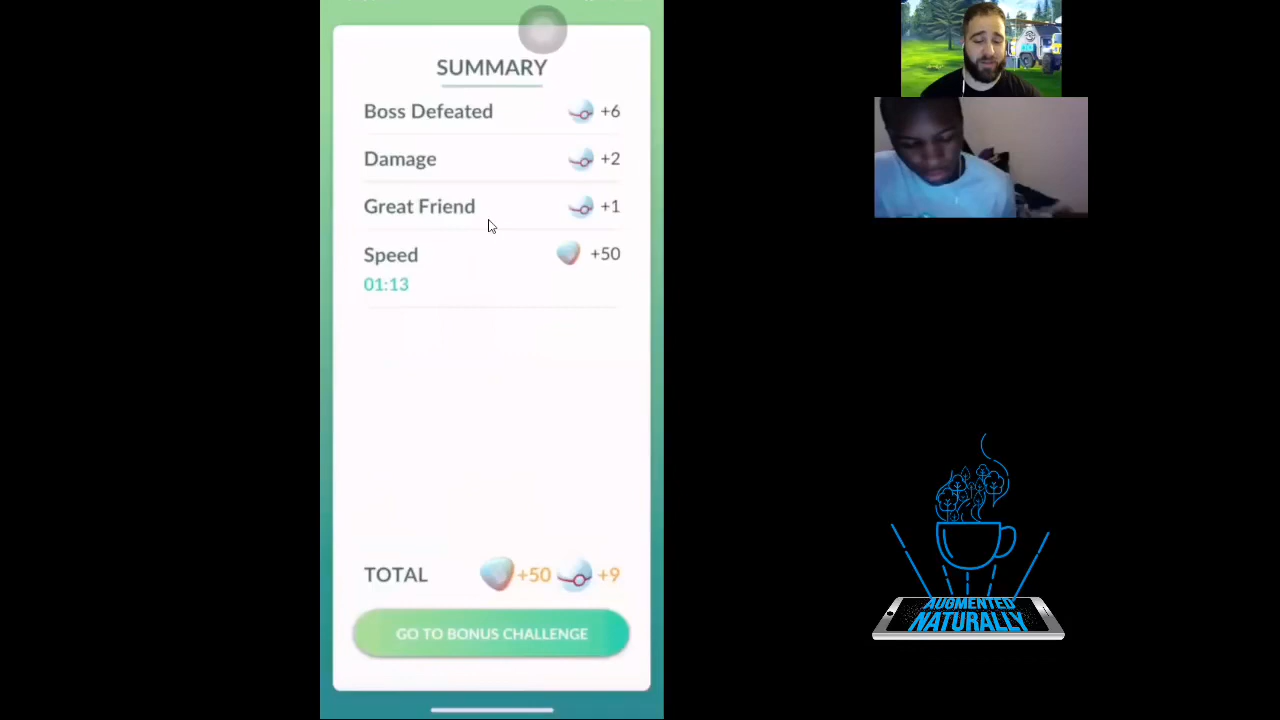 SUMMARY
Boss Defeated +6
Damage +2
Great Friend +1
Speed +50
01:13
TOTAL +50 +9
GO TO BONUS CHALLENGE
AUGMENTED
NATURALLY